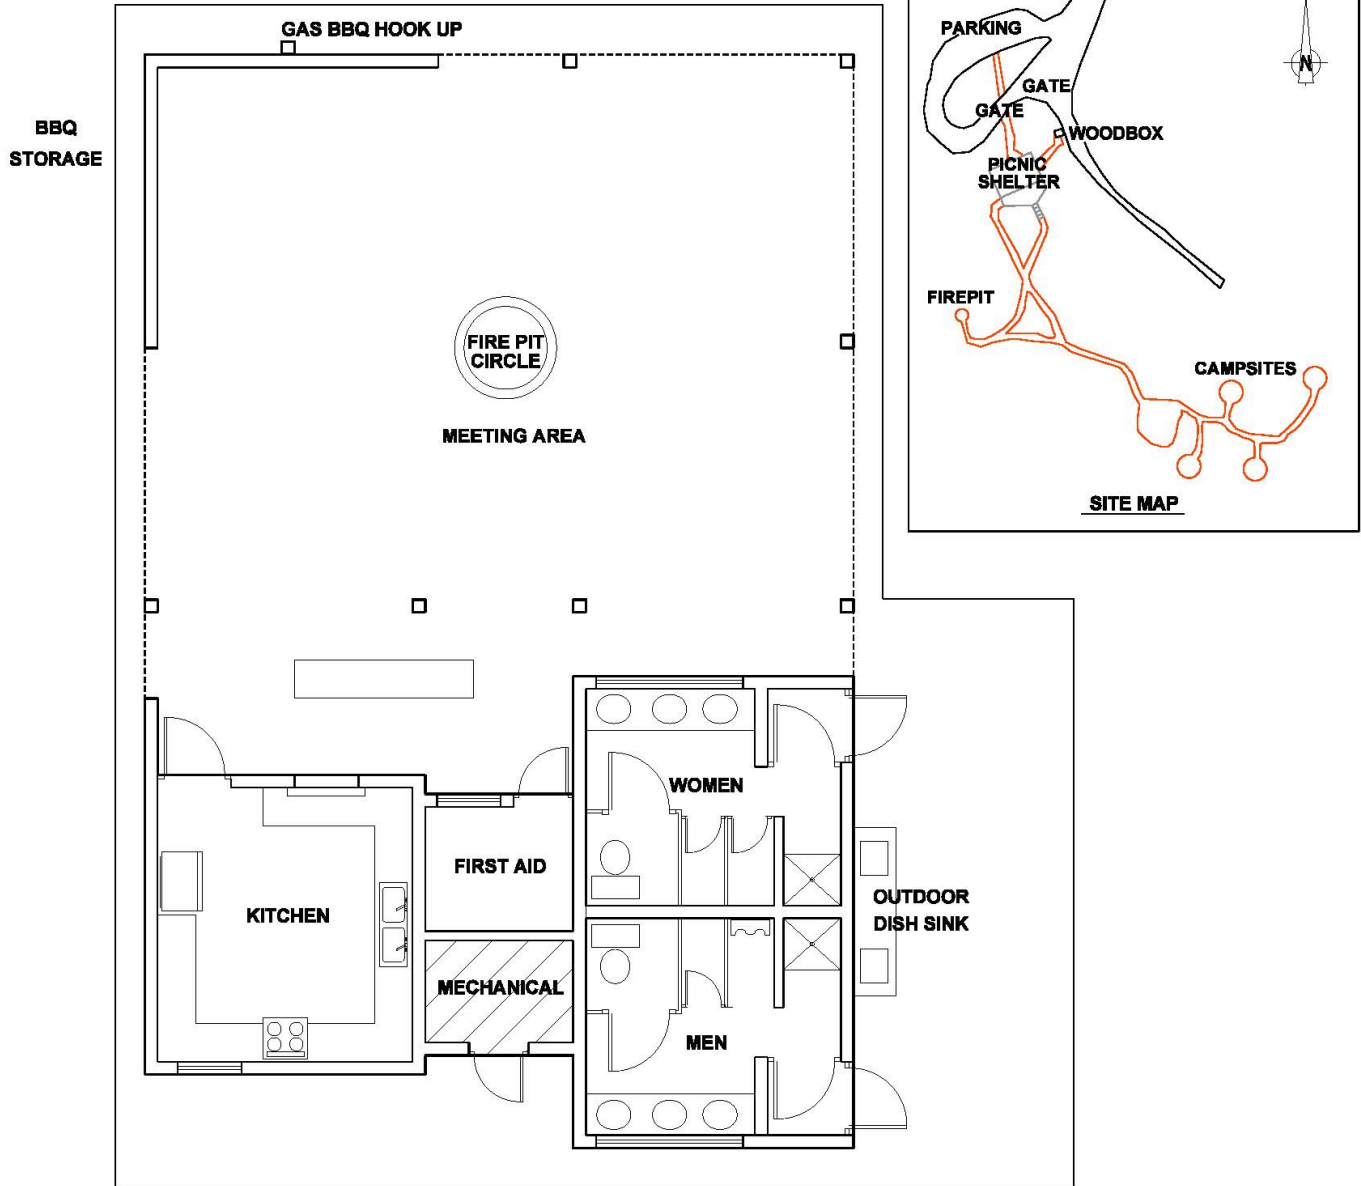 GAS BBQ HOOK UP
BBQ
STORAGE
FIRE PIT
CIRCLE
MEETING AREA
WOMEN
FIRST AID
KITCHEN
MECHANICAL
MEN
OUTDOOR
DISH SINK
PARKING
N
GATE
GATE
WOODBOX
PICNIC
SHELTER
FIREPIT
CAMPSITES
SITE MAP